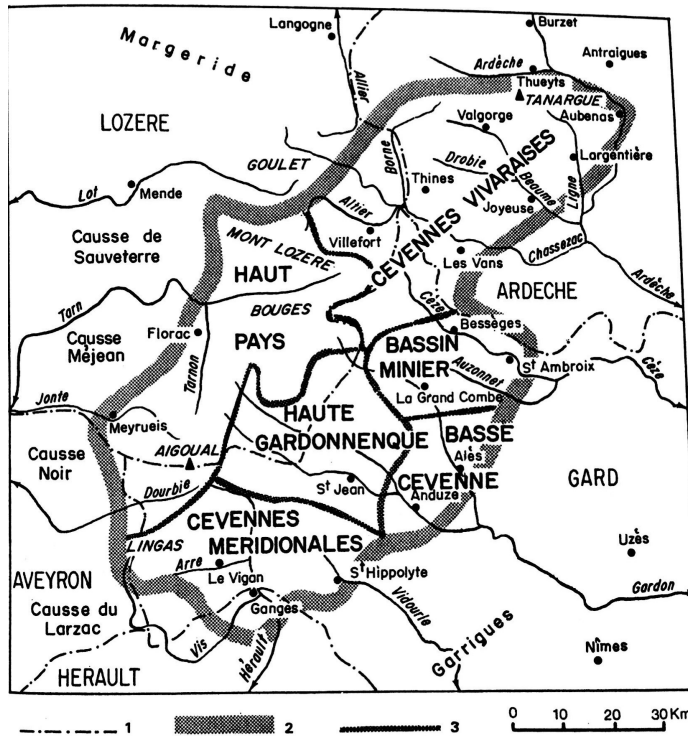 Langogne
Burzet
Margeride
Antraigues
Ardèche
Allier
Thueyts
TANARGUE
LOZERE
Valgorge
Aubenas
GOULET
Borne
Drobie
Largentière
Lot
Mende
Thines
Beaume
Ligne
Altier
Joyeuse
CEVENNES VIVARAISES
Causse de
Sauveterre
MONT LOZERE
Villefort
Chassezac
Les Vans
HAUT
Ardèche
Tarn
ARDECHE
Cèze
BOUGES
Causse
Méjean
Florac
Bessèges
PAYS
BASSIN
MINIER
St Ambroix
Cèze
Tarnon
Auzonnet
Jonte
La Grand Combe
Meyrueis
HAUTE
GARDONNENQUE
BASSE
CEVENNE
Causse
Noir
AIGOUAL
Alès
GARD
Dourbie
St Jean
Anduze
CEVENNES
MERIDIONALES
LINGAS
Uzès
Arre
AVEYRON
Le Vigan
St Hippolyte
Gardon
Causse du
Larzac
Ganges
Vidourle
Vis
Hérault
Garrigues
Nîmes
HERAULT
1 2 3
0 10 20 30 Km